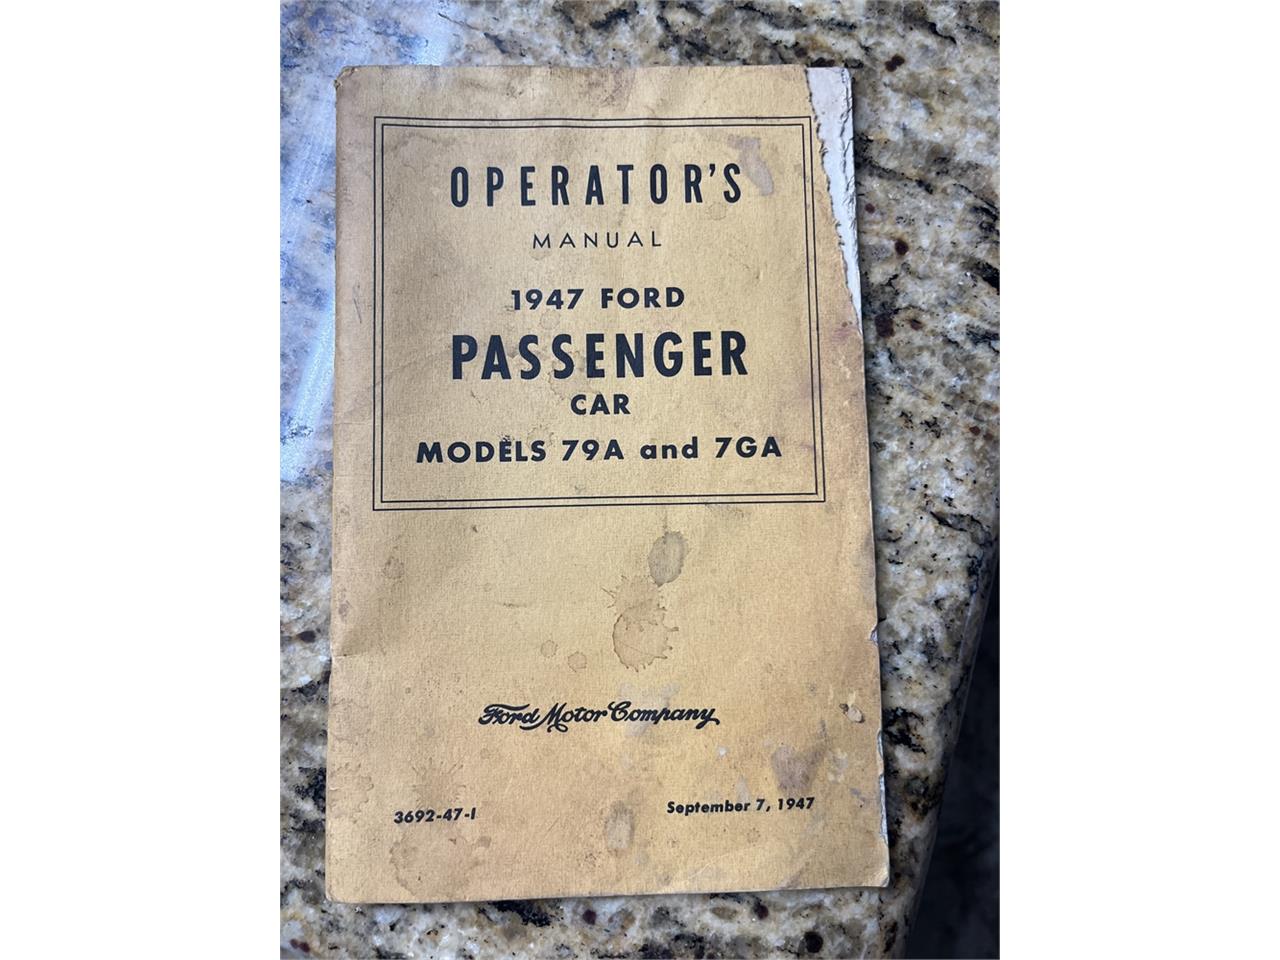 OPERATOR'S
MANUAL
1947 FORD
PASSENGER
CAR
MODELS 79A and 7GA
Ford Motor Company
3692-47-I
September 7, 1947